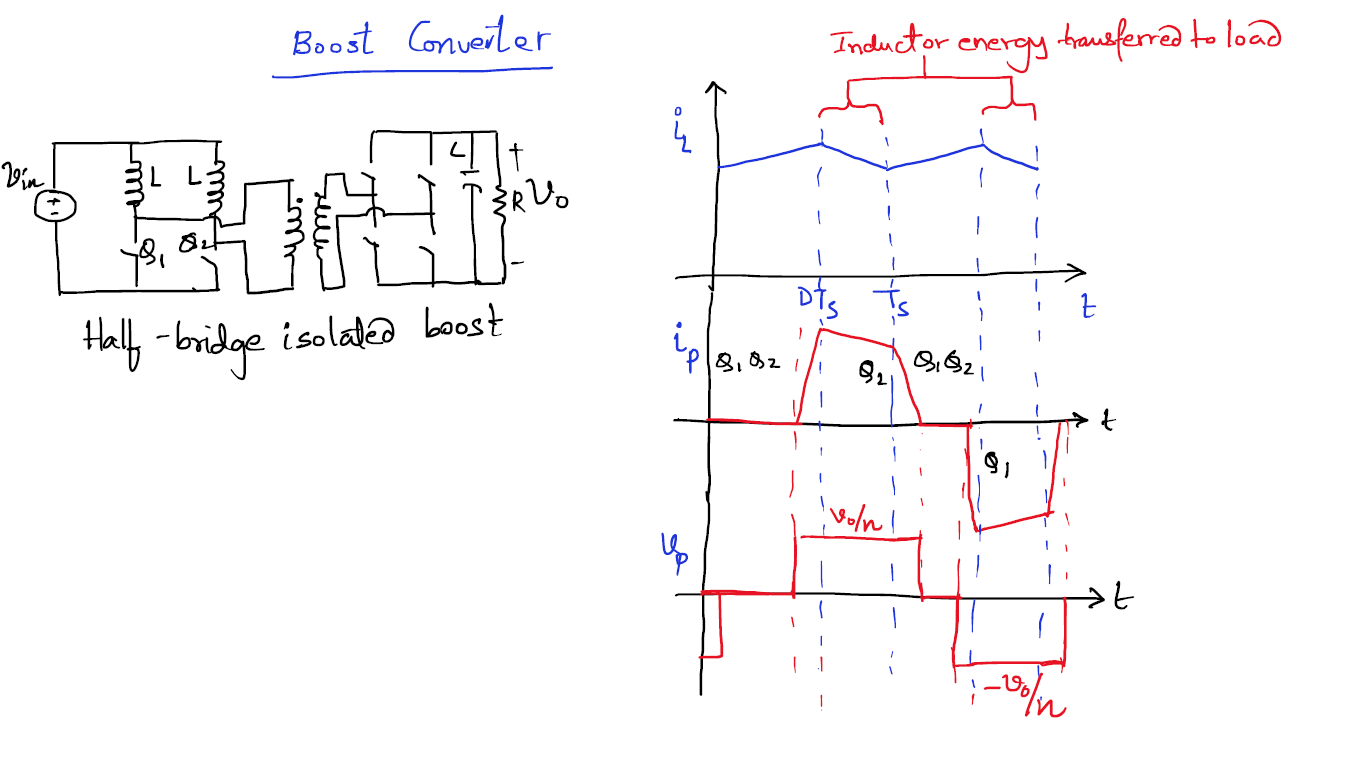 Boost Converter
Inductor energy transferred to load
Vin
L L
Q1 Q2
L
+
R Vo
-
Half-bridge isolated boost
iL
DTs Ts t
ip
Q1 Q2 Q2 Q1 Q2
t
Q1
vo/n
vp
t
-vo/n